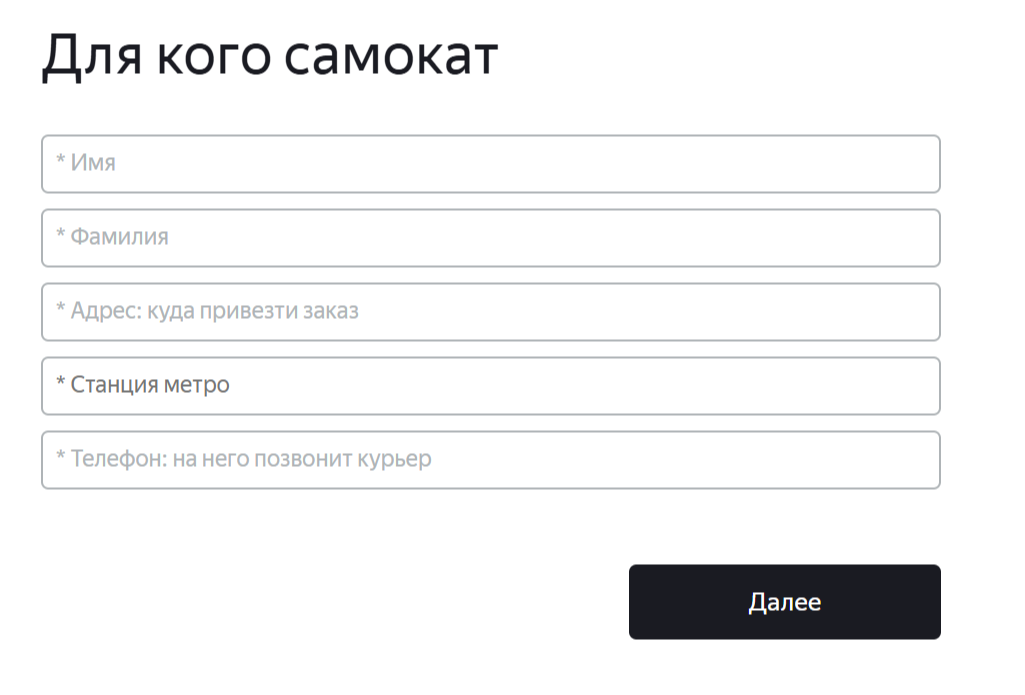 Для кого самокат
* Имя
* Фамилия
* Адрес: куда привезти заказ
* Станция метро
* Телефон: на него позвонит курьер
Далее